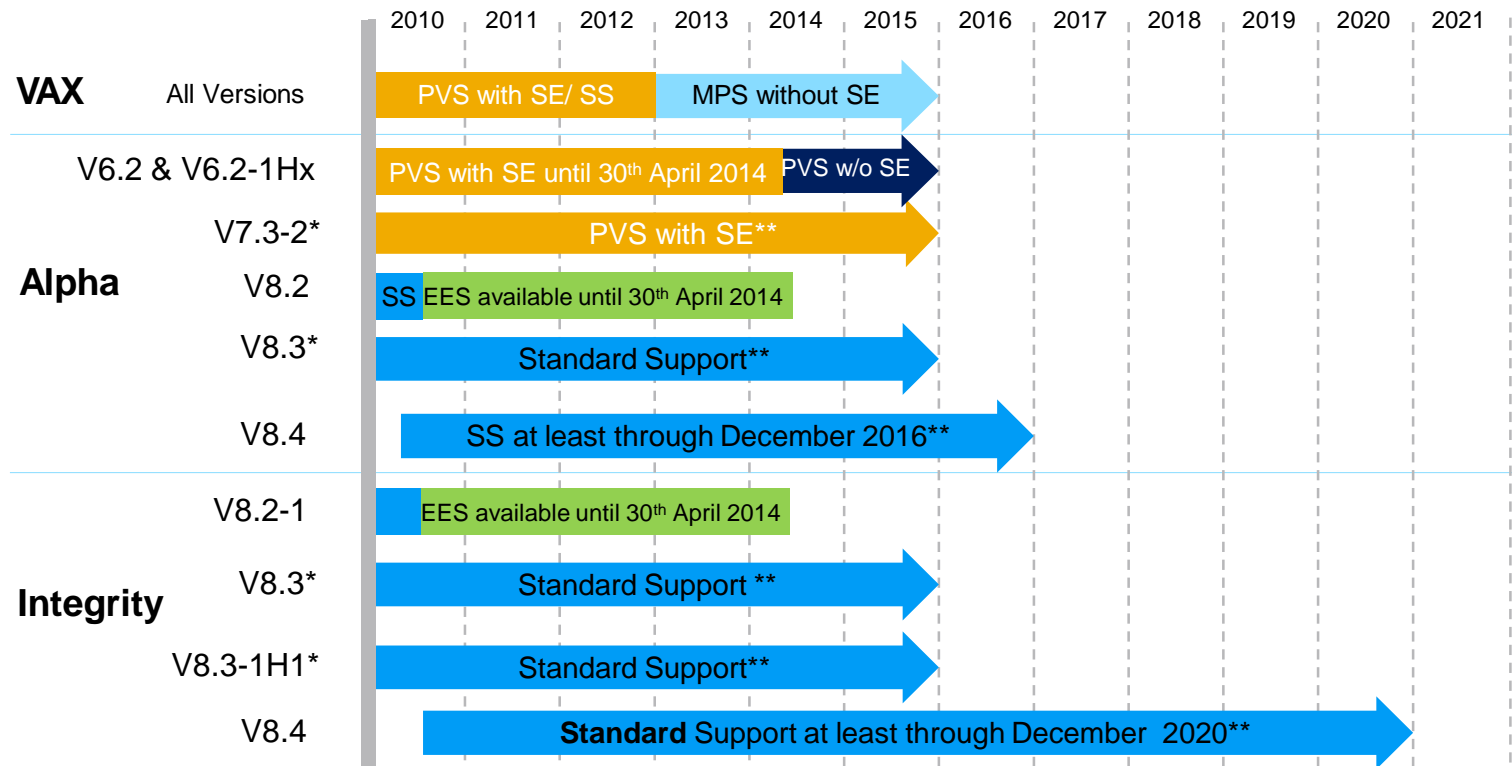 2010 2011 2012 2013 2014 2015 2016 2017 2018 2019 2020 2021
VAX All Versions PVS with SE/ SS MPS without SE
V6.2 & V6.2-1Hx PVS with SE until 30th April 2014 PVS w/o SE
V7.3-2* PVS with SE**
Alpha
V8.2 SS EES available until 30th April 2014
V8.3* Standard Support**
V8.4 SS at least through December 2016**
V8.2-1 EES available until 30th April 2014
V8.3* Standard Support **
Integrity
V8.3-1H1* Standard Support**
V8.4 Standard Support at least through December 2020**